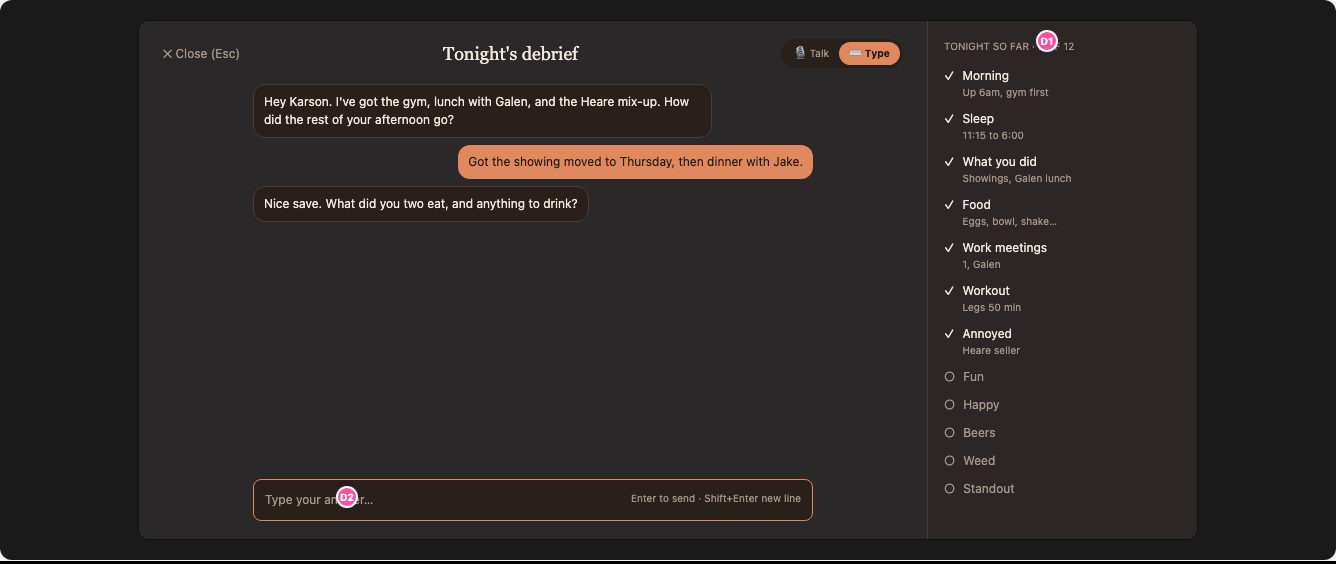 Close (Esc)
Tonight's debrief
Talk
Type
Hey Karson. I've got the gym, lunch with Galen, and the Heare mix-up. How
did the rest of your afternoon go?
Got the showing moved to Thursday, then dinner with Jake.
Nice save. What did you two eat, and anything to drink?
Type your an
D2
r...
Enter to send · Shift+Enter new line
TONIGHT SO FAR ·
D1
F 12
Morning
Up 6am, gym first
Sleep
11:15 to 6:00
What you did
Showings, Galen lunch
Food
Eggs, bowl, shake...
Work meetings
1, Galen
Workout
Legs 50 min
Annoyed
Heare seller
Fun
Happy
Beers
Weed
Standout